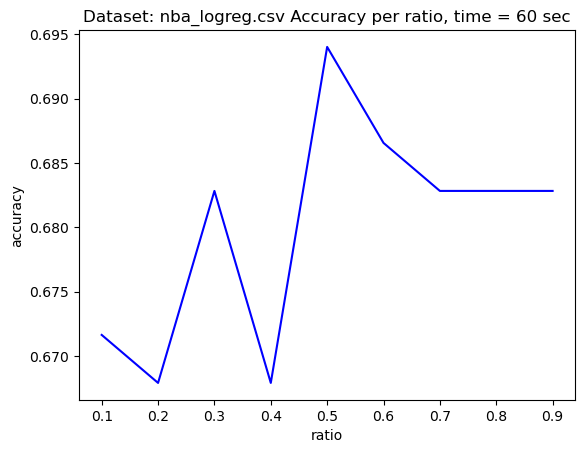 Dataset: nba_logreg.csv Accuracy per ratio, time = 60 sec
0.695
0.690
0.685
0.680
0.675
0.670
accuracy
0.1 0.2 0.3 0.4 0.5 0.6 0.7 0.8 0.9
ratio